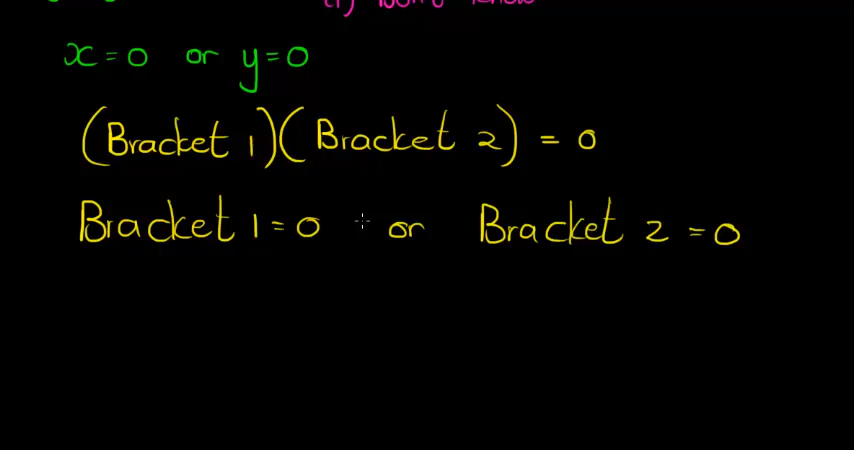 x = 0 or y = 0
(Bracket 1)(Bracket 2) = 0
Bracket 1 = 0 or Bracket 2 = 0